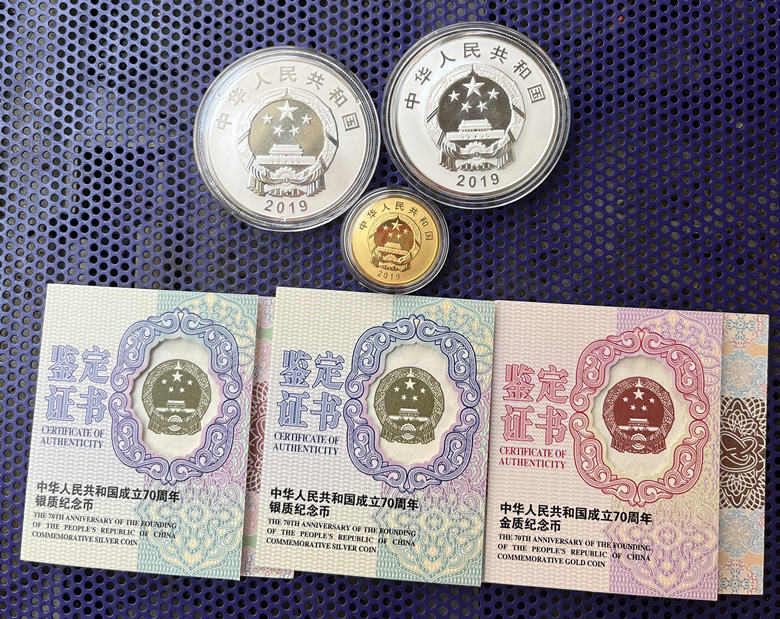 中华人民共和国
2019
中华人民共和国
2019
中华人民共和国
2019
鉴定
证书
CERTIFICATE OF
AUTHENTICITY
中华人民共和国成立70周年
银质纪念币
THE 70TH ANNIVERSARY OF THE FOUNDING
OF THE PEOPLE'S REPUBLIC OF CHINA
COMMEMORATIVE SILVER COIN
鉴定
证书
CERTIFICATE OF
AUTHENTICITY
中华人民共和国成立70周年
银质纪念币
THE 70TH ANNIVERSARY OF THE FOUNDING
OF THE PEOPLE'S REPUBLIC OF CHINA
COMMEMORATIVE SILVER COIN
鉴定
证书
CERTIFICATE OF
AUTHENTICITY
中华人民共和国成立70周年
金质纪念币
THE 70TH ANNIVERSARY OF THE FOUNDING
OF THE PEOPLE'S REPUBLIC OF CHINA
COMMEMORATIVE GOLD COIN